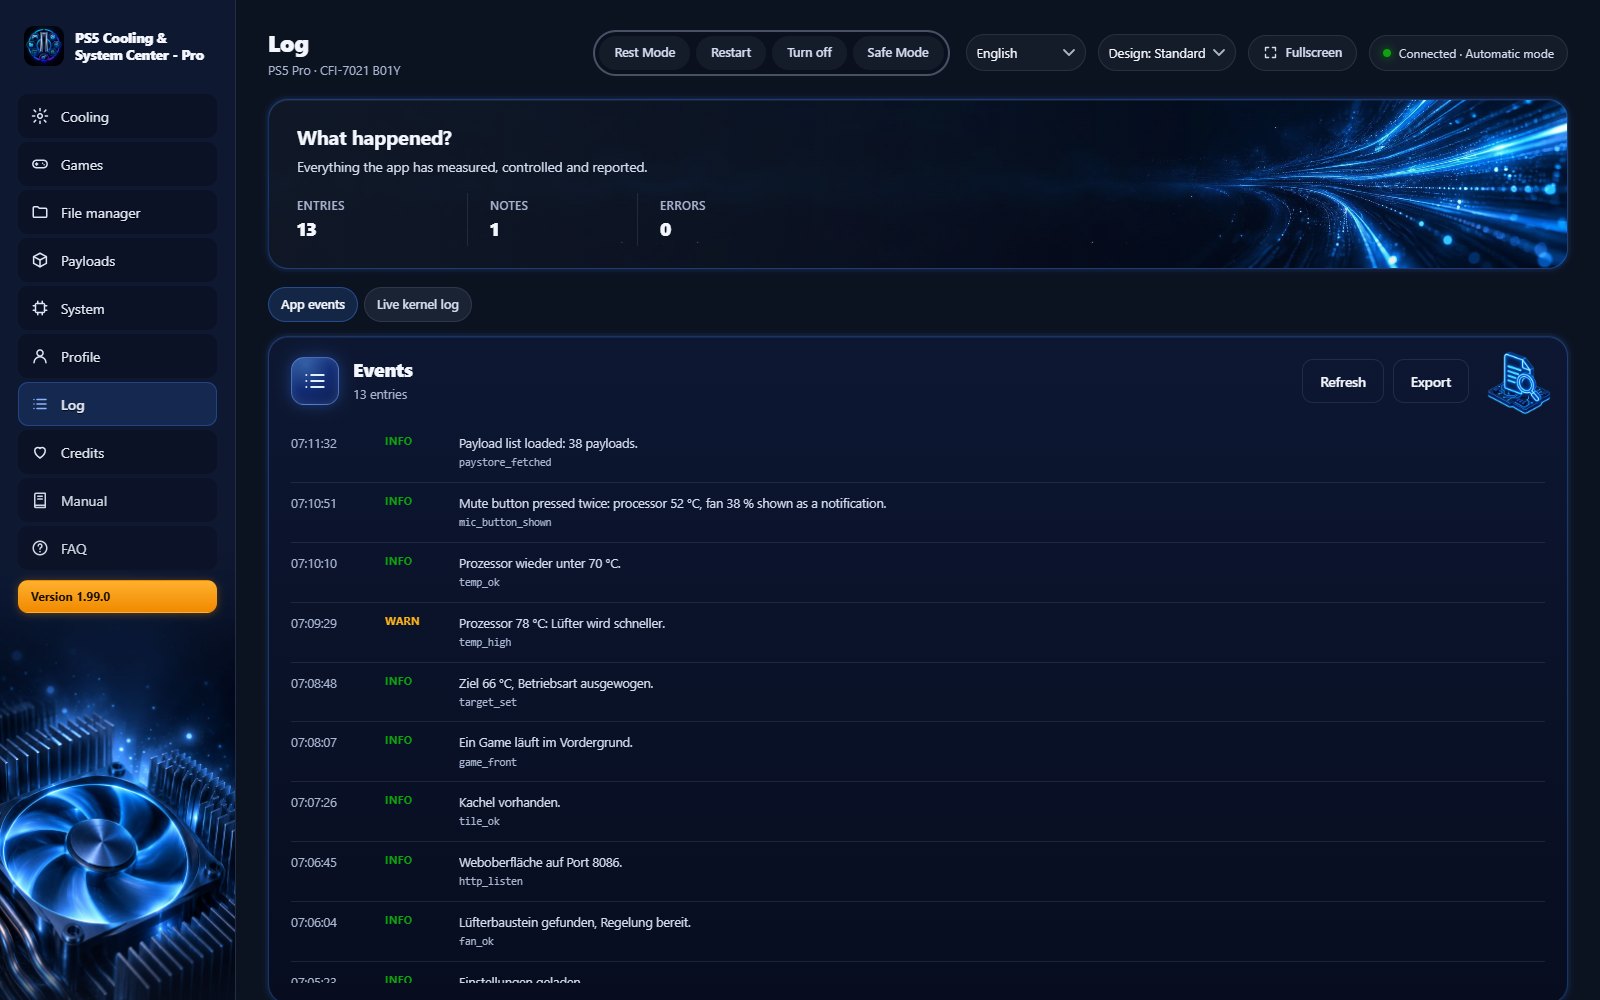 PS5 Cooling &
System Center - Pro
Cooling
Games
File manager
Payloads
System
Profile
Log
Credits
Manual
FAQ
Version 1.99.0
Log
PS5 Pro · CFI-7021 B01Y
Rest Mode
Restart
Turn off
Safe Mode
English
Design: Standard
Fullscreen
Connected · Automatic mode
What happened?
Everything the app has measured, controlled and reported.
ENTRIES
13
NOTES
1
ERRORS
0
App events
Live kernel log
Events
13 entries
Refresh
Export
07:11:32 INFO Payload list loaded: 38 payloads.
paystore_fetched
07:10:51 INFO Mute button pressed twice: processor 52 °C, fan 38 % shown as a notification.
mic_button_shown
07:10:10 INFO Prozessor wieder unter 70 °C.
temp_ok
07:09:29 WARN Prozessor 78 °C: Lüfter wird schneller.
temp_high
07:08:48 INFO Ziel 66 °C, Betriebsart ausgewogen.
target_set
07:08:07 INFO Ein Game läuft im Vordergrund.
game_front
07:07:26 INFO Kachel vorhanden.
tile_ok
07:06:45 INFO Weboberfläche auf Port 8086.
http_listen
07:06:04 INFO Lüfterbaustein gefunden, Regelung bereit.
fan_ok
07:05:23 INFO Einstellungen geladen.